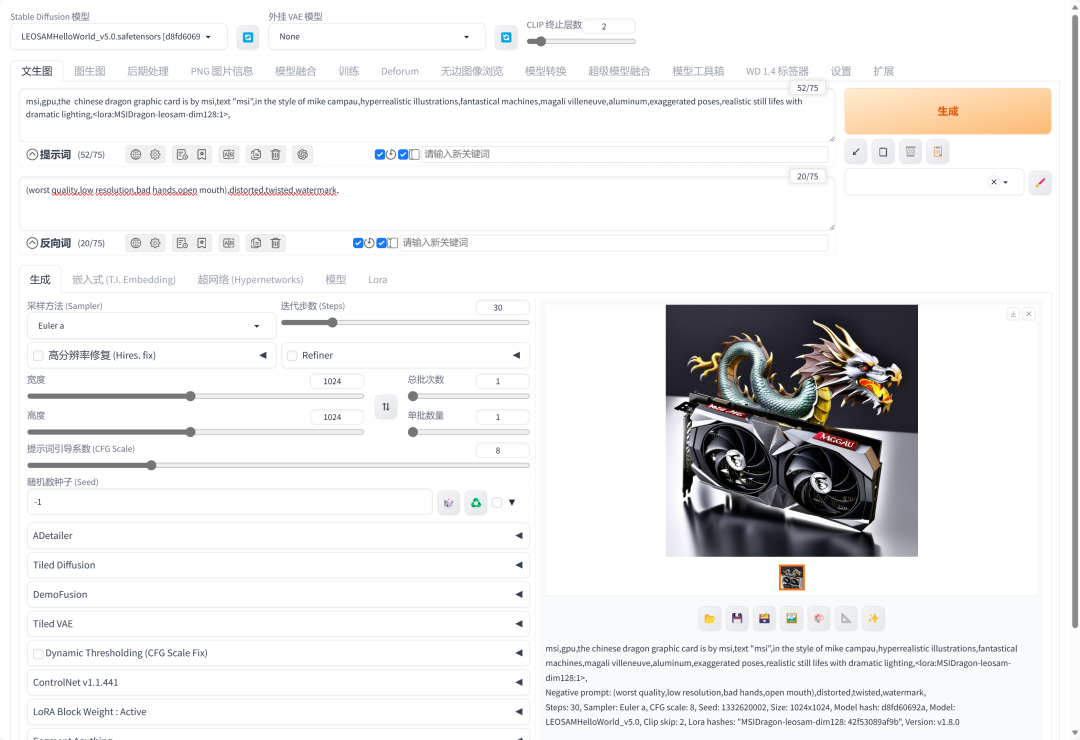 Stable Diffusion 模型
外挂 VAE 模型
CLIP 终止层数
2
LEOSAMHelloWorld_v5.0.safetensors [d8fd6069
None
文生图
图生图
后期处理
PNG 图片信息
模型融合
训练
Deforum
无边图像浏览
模型转换
超级模型融合
模型工具箱
WD 1.4 标签器
设置
扩展
52/75
msi,gpu,the chinese dragon graphic card is by msi,text "msi",in the style of mike campau,hyperrealistic illustrations,fantastical machines,magali villeneuve,aluminum,exaggerated poses,realistic still lifes with
dramatic lighting,<lora:MSIDragon-leosam-dim128:1>,
生成
提示词 (52/75)
请输入新关键词
20/75
(worst quality,low resolution,bad hands,open mouth),distorted,twisted,watermark,
反向词 (20/75)
请输入新关键词
生成
嵌入式 (T.I. Embedding)
超网络 (Hypernetworks)
模型
Lora
采样方法 (Sampler)
Euler a
迭代步数 (Steps)
30
高分辨率修复 (Hires. fix)
Refiner
宽度
1024
总批次数
1
高度
1024
单批数量
1
提示词引导系数 (CFG Scale)
8
随机数种子 (Seed)
-1
ADetailer
Tiled Diffusion
DemoFusion
Tiled VAE
Dynamic Thresholding (CFG Scale Fix)
ControlNet v1.1.441
LoRA Block Weight : Active
Segment Anything
msi,gpu,the chinese dragon graphic card is by msi,text "msi",in the style of mike campau,hyperrealistic illustrations,fantastical
machines,magali villeneuve,aluminum,exaggerated poses,realistic still lifes with dramatic lighting,<lora:MSIDragon-leosam-
dim128:1>,
Negative prompt: (worst quality,low resolution,bad hands,open mouth),distorted,twisted,watermark,
Steps: 30, Sampler: Euler a, CFG scale: 8, Seed: 1332620002, Size: 1024x1024, Model hash: d8fd60692a, Model:
LEOSAMHelloWorld_v5.0, Clip skip: 2, Lora hashes: "MSIDragon-leosam-dim128: 42f53089af9b", Version: v1.8.0